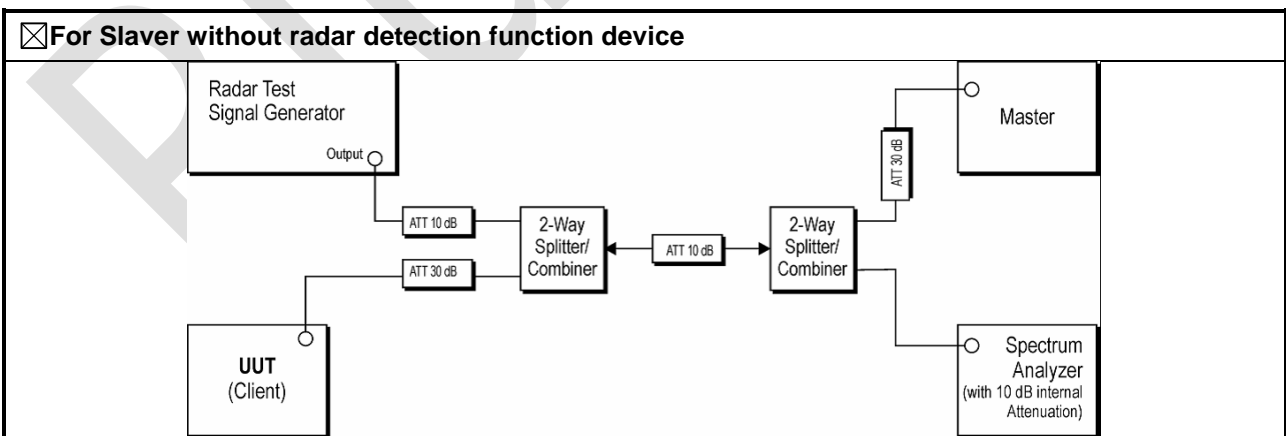 ☒For Slaver without radar detection function device
Radar Test
Signal Generator
Output
Master
ATT 30 dB
ATT 10 dB
2-Way
Splitter/
Combiner
ATT 10 dB
2-Way
Splitter/
Combiner
ATT 30 dB
UUT
(Client)
Spectrum
Analyzer
(with 10 dB internal
Attenuation)